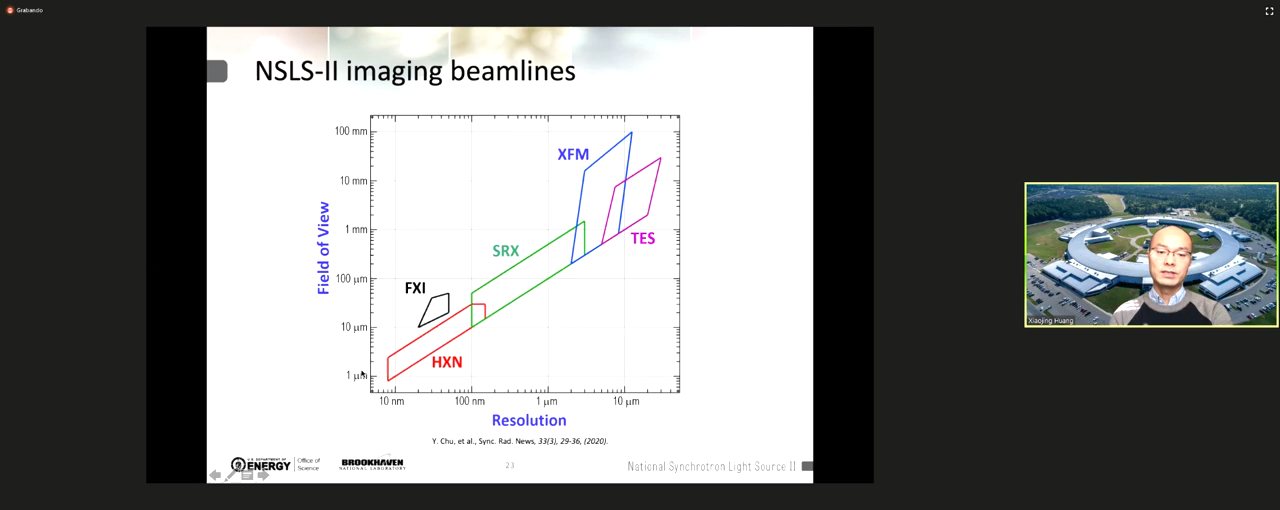 Grabando
NSLS-II imaging beamlines
100 mm
10 mm
1 mm
100 μm
10 μm
1 μm
Field of View
XFM
TES
SRX
FXI
HXN
10 nm
100 nm
1 μm
10 μm
Resolution
Y. Chu, et al., Sync. Rad. News, 33(3), 29-36, (2020).
U.S. DEPARTMENT OF
ENERGY
Office of
Science
BROOKHAVEN
NATIONAL LABORATORY
23
National Synchrotron Light Source II
Xiaojing Huang